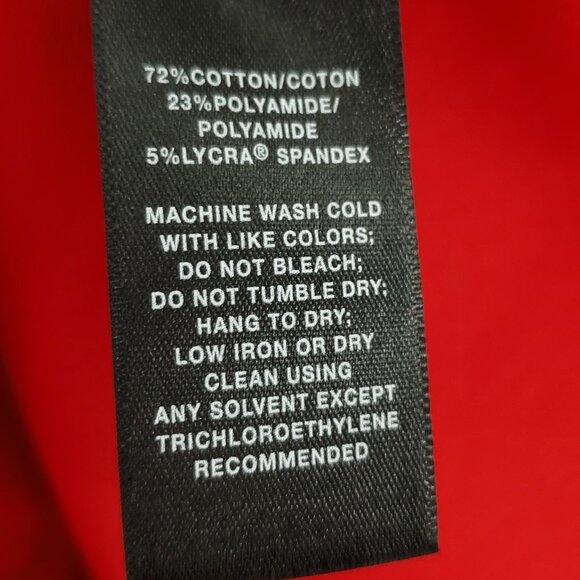 72%COTTON/COTON
23%POLYAMIDE/
POLYAMIDE
5%LYCRA® SPANDEX
MACHINE WASH COLD
WITH LIKE COLORS;
DO NOT BLEACH;
DO NOT TUMBLE DRY;
HANG TO DRY;
LOW IRON OR DRY
CLEAN USING
ANY SOLVENT EXCEPT
TRICHLOROETHYLENE
RECOMMENDED